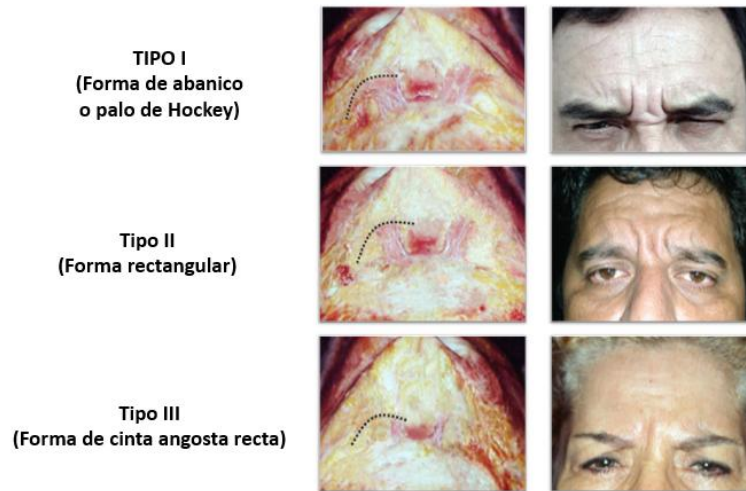 TIPO I
(Forma de abanico
o palo de Hockey)
Tipo II
(Forma rectangular)
Tipo III
(Forma de cinta angosta recta)